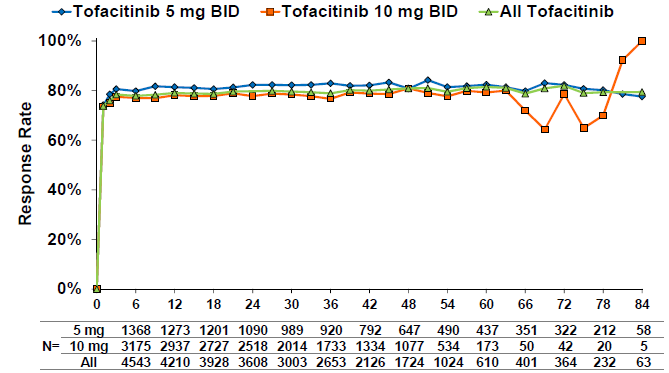 Tofacitinib 5 mg BID Tofacitinib 10 mg BID All Tofacitinib
100%
80%
60%
40%
20%
0%
Response Rate
0 6 12 18 24 30 36 42 48 54 60 66 72 78 84
5 mg 1368 1273 1201 1090 989 920 792 647 490 437 351 322 212 58
N= 10 mg 3175 2937 2727 2518 2014 1733 1334 1077 534 173 50 42 20 5
All 4543 4210 3928 3608 3003 2653 2126 1724 1024 610 401 364 232 63